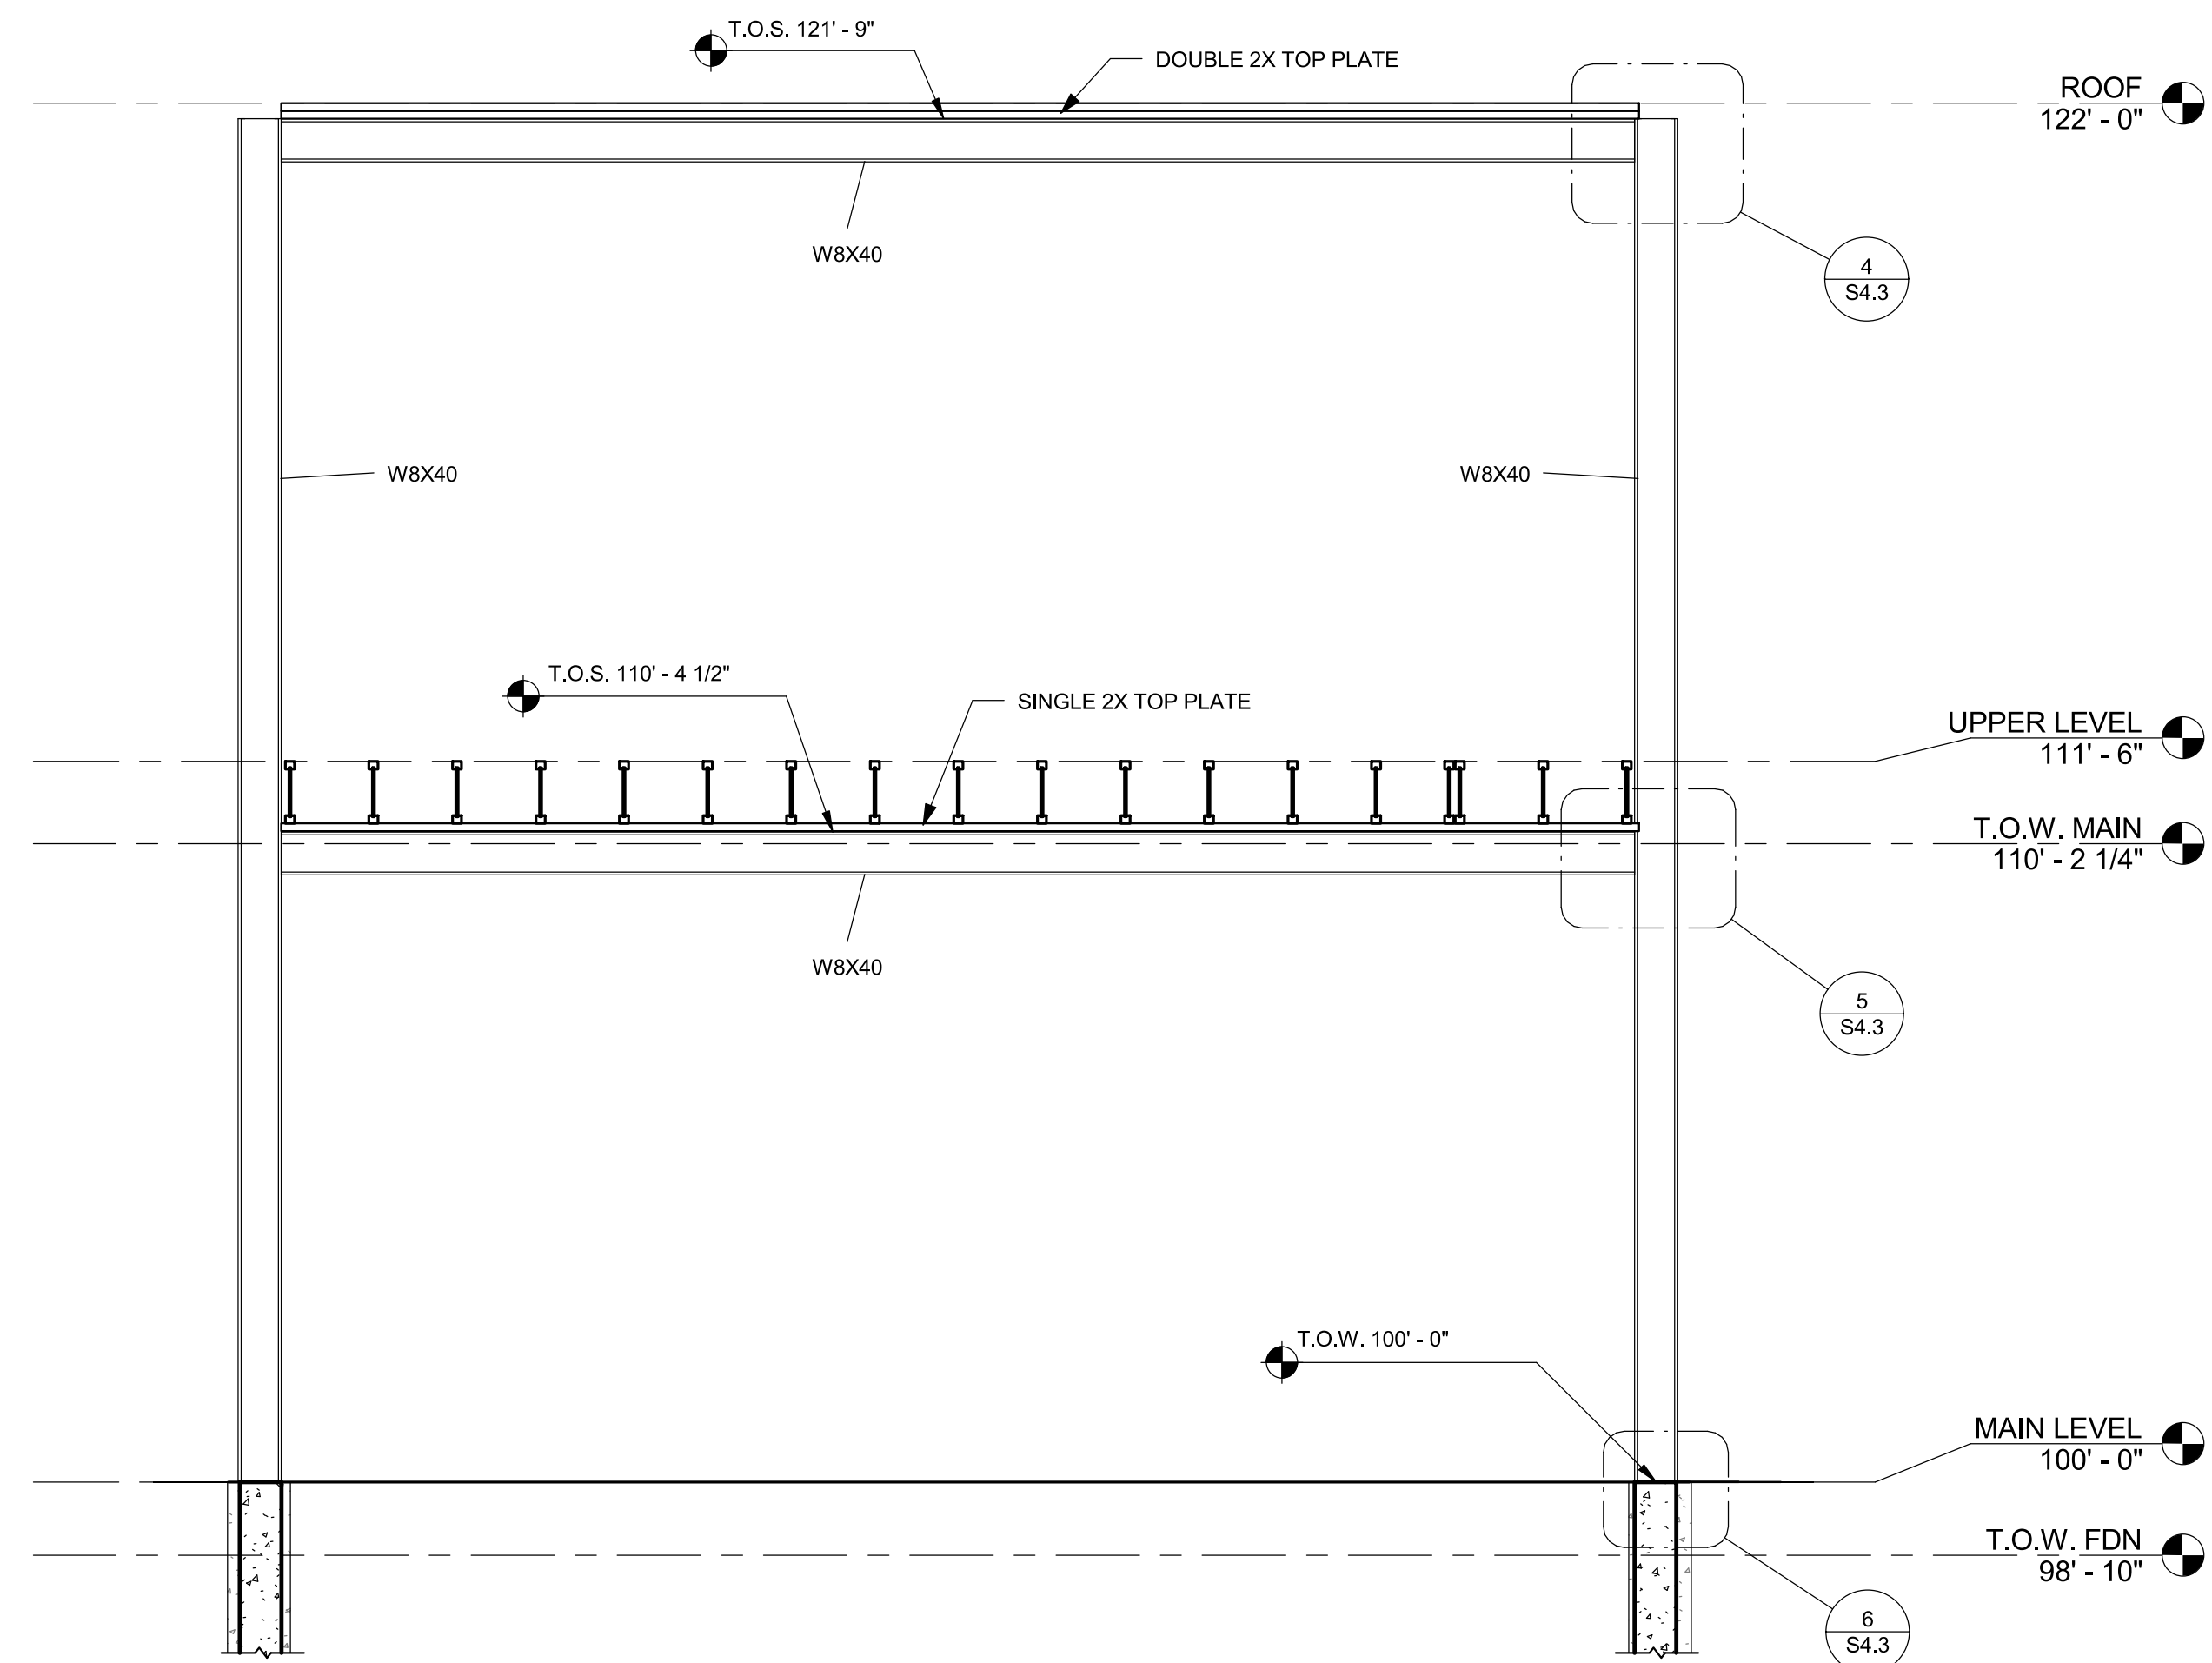 T.O.S. 121' - 9"
DOUBLE 2X TOP PLATE
ROOF
122' - 0"
W8X40
4
S4.3
W8X40
W8X40
T.O.S. 110' - 4 1/2"
SINGLE 2X TOP PLATE
UPPER LEVEL
111' - 6"
T.O.W. MAIN
110' - 2 1/4"
W8X40
5
S4.3
T.O.W. 100' - 0"
MAIN LEVEL
100' - 0"
T.O.W. FDN
98' - 10"
6
S4.3